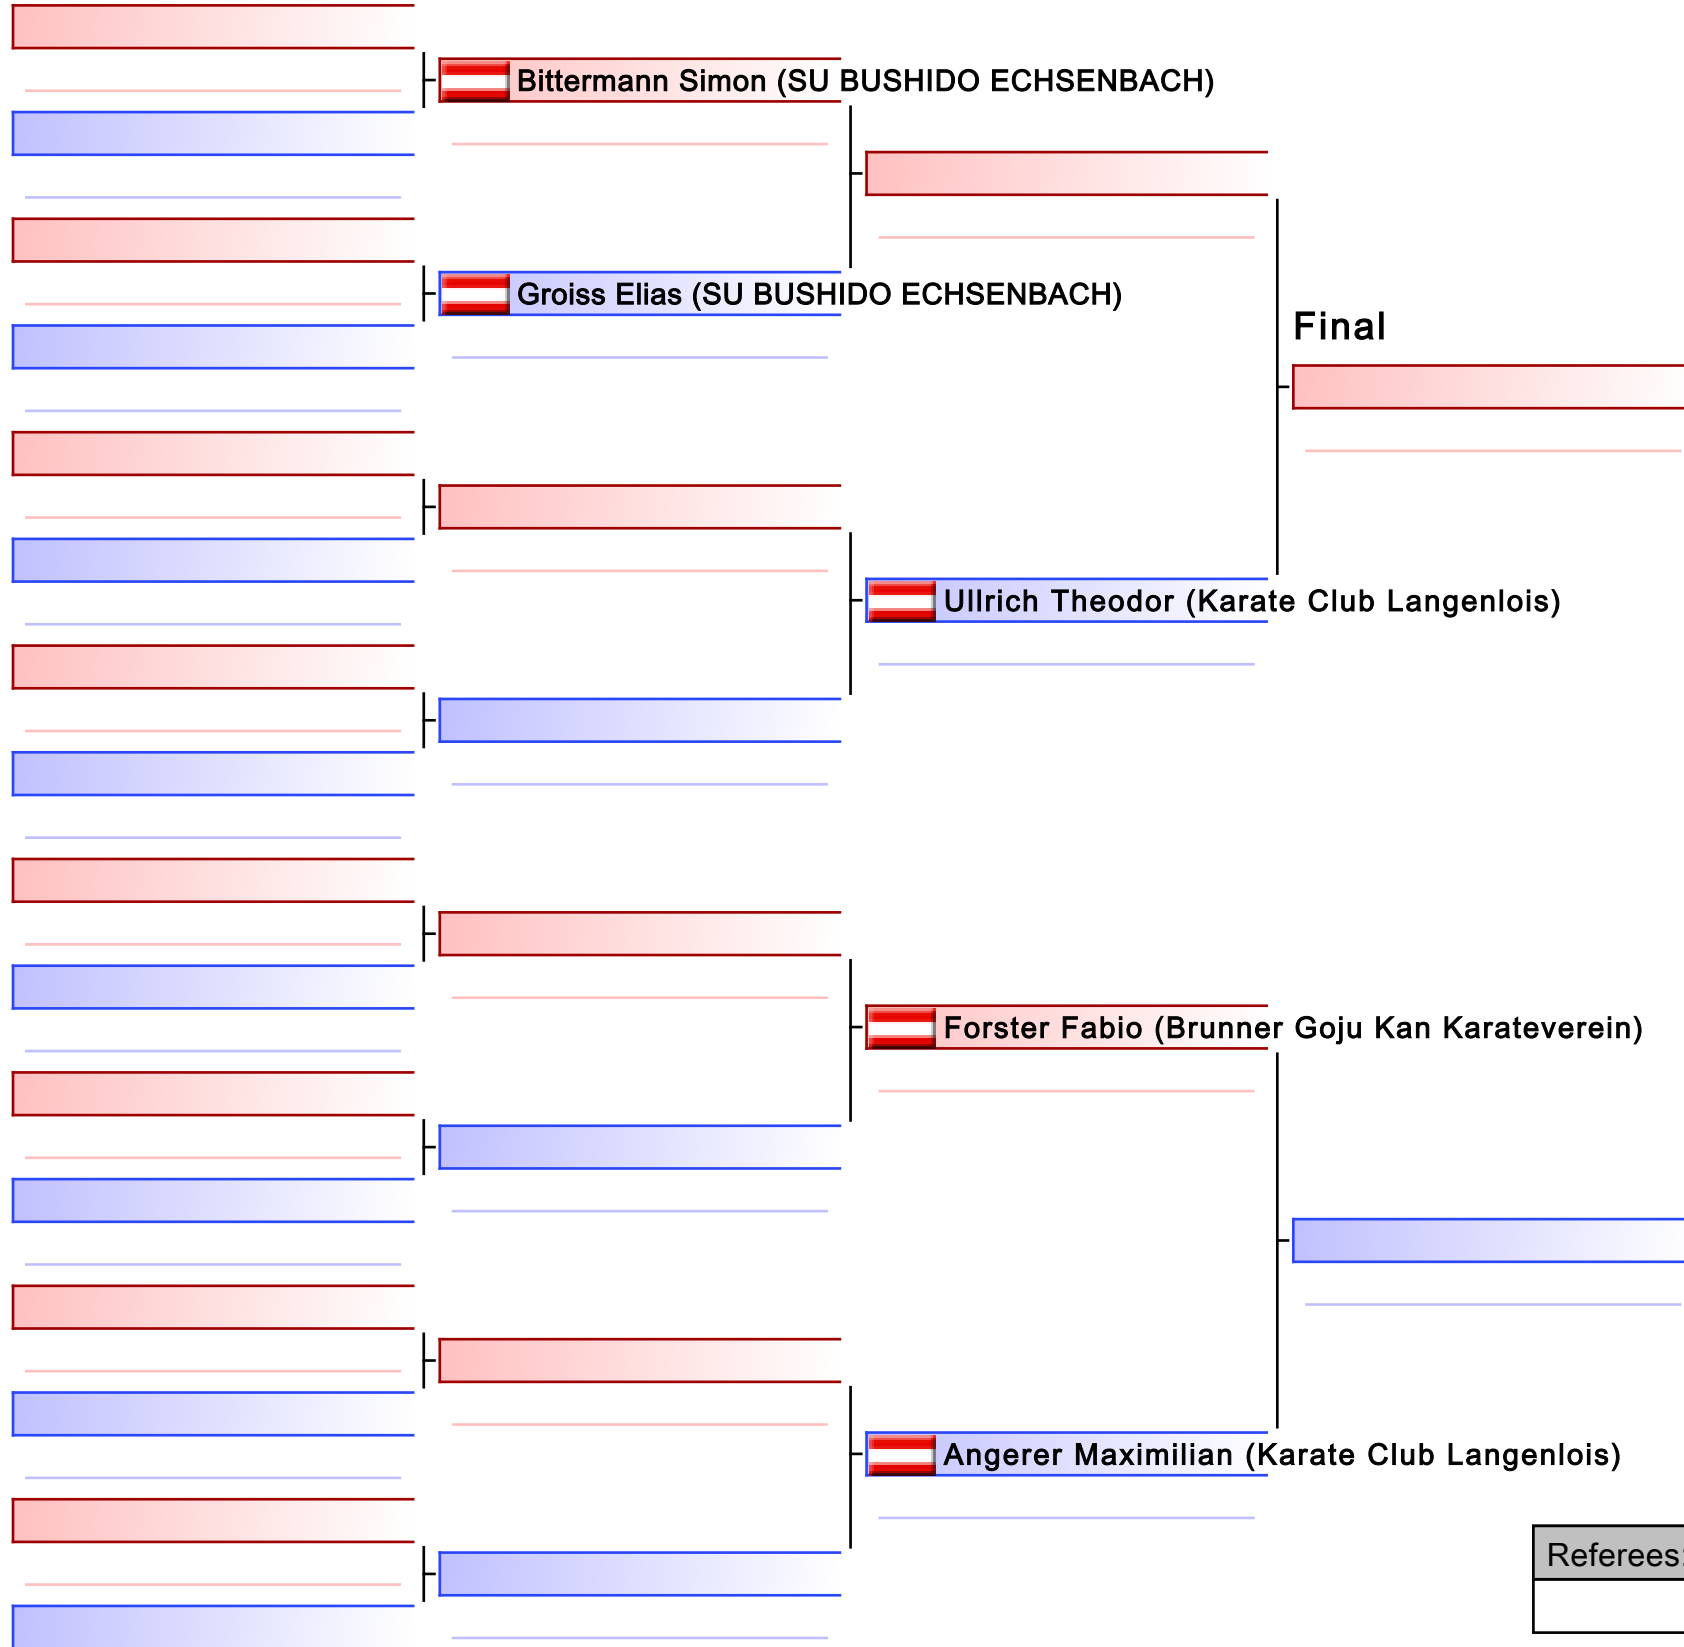 Bittermann Simon (SU BUSHIDO ECHSENBACH)
Groiss Elias (SU BUSHIDO ECHSENBACH)
Final
Ullrich Theodor (Karate Club Langenlois)
Forster Fabio (Brunner Goju Kan Karateverein)
Angerer Maximilian (Karate Club Langenlois)
Referees: